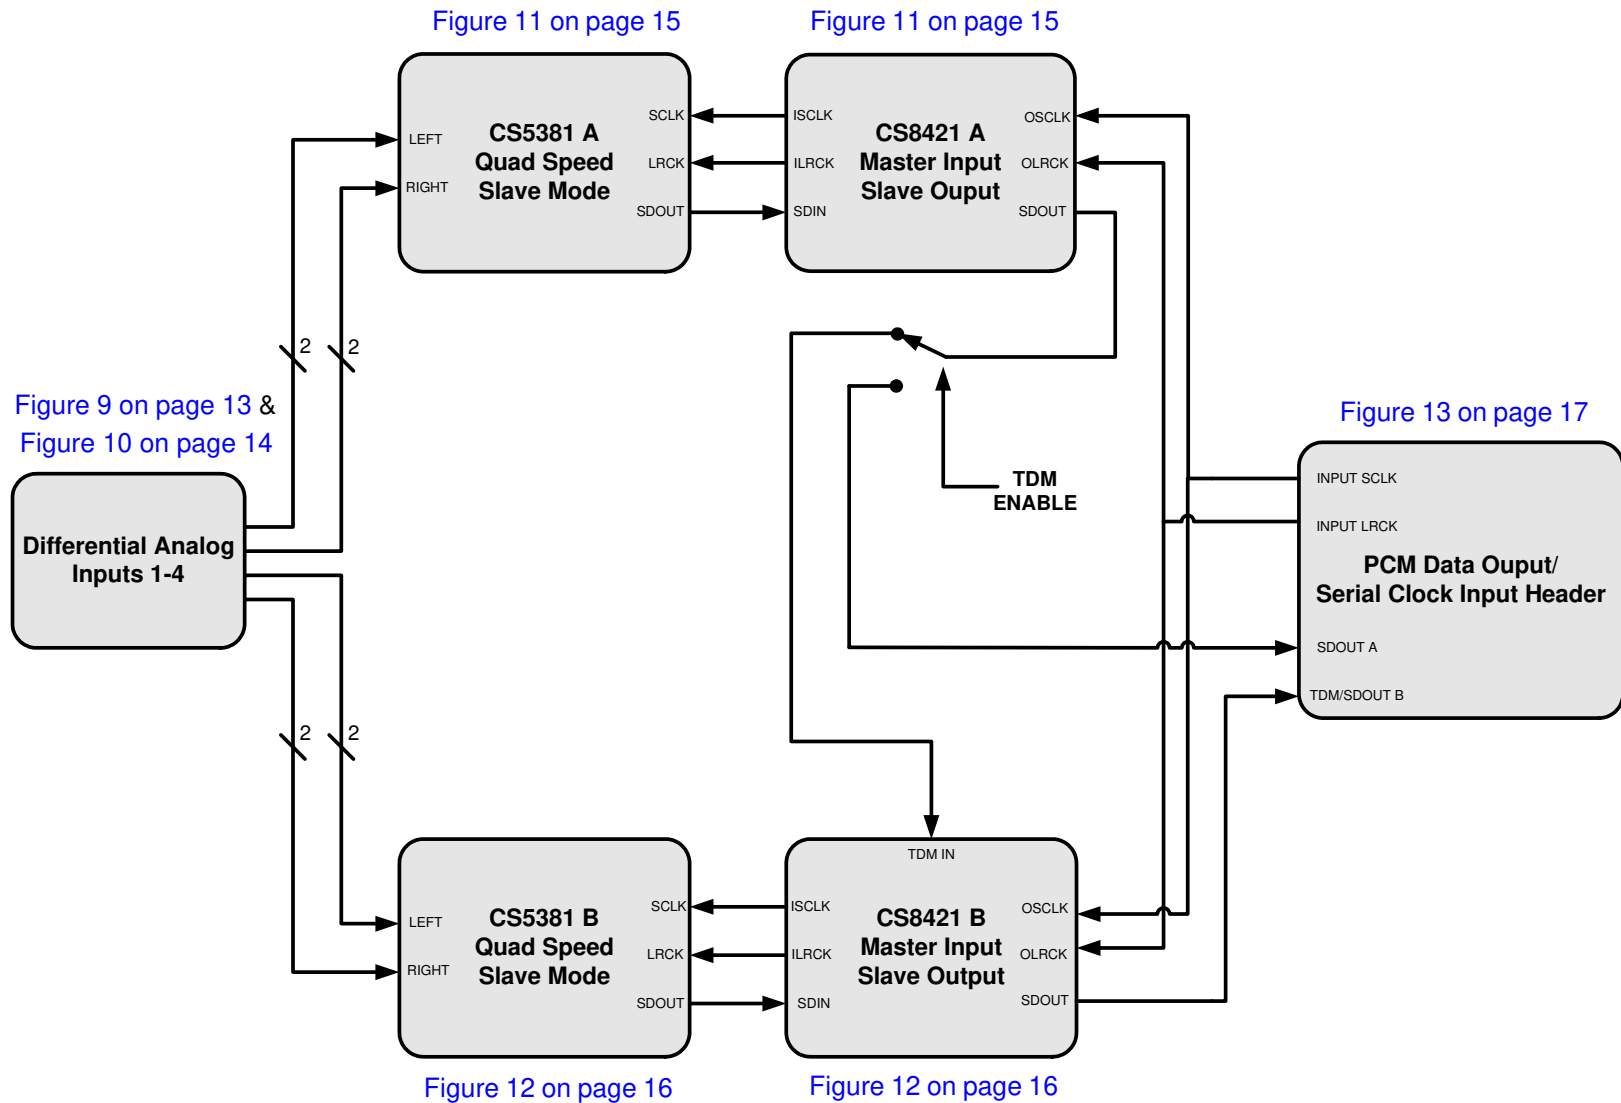 Figure 11 on page 15
Figure 11 on page 15
CS5381 A
Quad Speed
Slave Mode
LEFT
RIGHT
SCLK
LRCK
SDOUT
CS8421 A
Master Input
Slave Ouput
ISCLK
ILRCK
SDIN
OSCLK
OLRCK
SDOUT
2
2
Figure 9 on page 13 &
Figure 10 on page 14
Differential Analog
Inputs 1-4
TDM
ENABLE
Figure 13 on page 17
INPUT SCLK
INPUT LRCK
PCM Data Ouput/
Serial Clock Input Header
SDOUT A
TDM/SDOUT B
2
2
CS5381 B
Quad Speed
Slave Mode
LEFT
RIGHT
SCLK
LRCK
SDOUT
TDM IN
CS8421 B
Master Input
Slave Output
ISCLK
ILRCK
SDIN
OSCLK
OLRCK
SDOUT
Figure 12 on page 16
Figure 12 on page 16